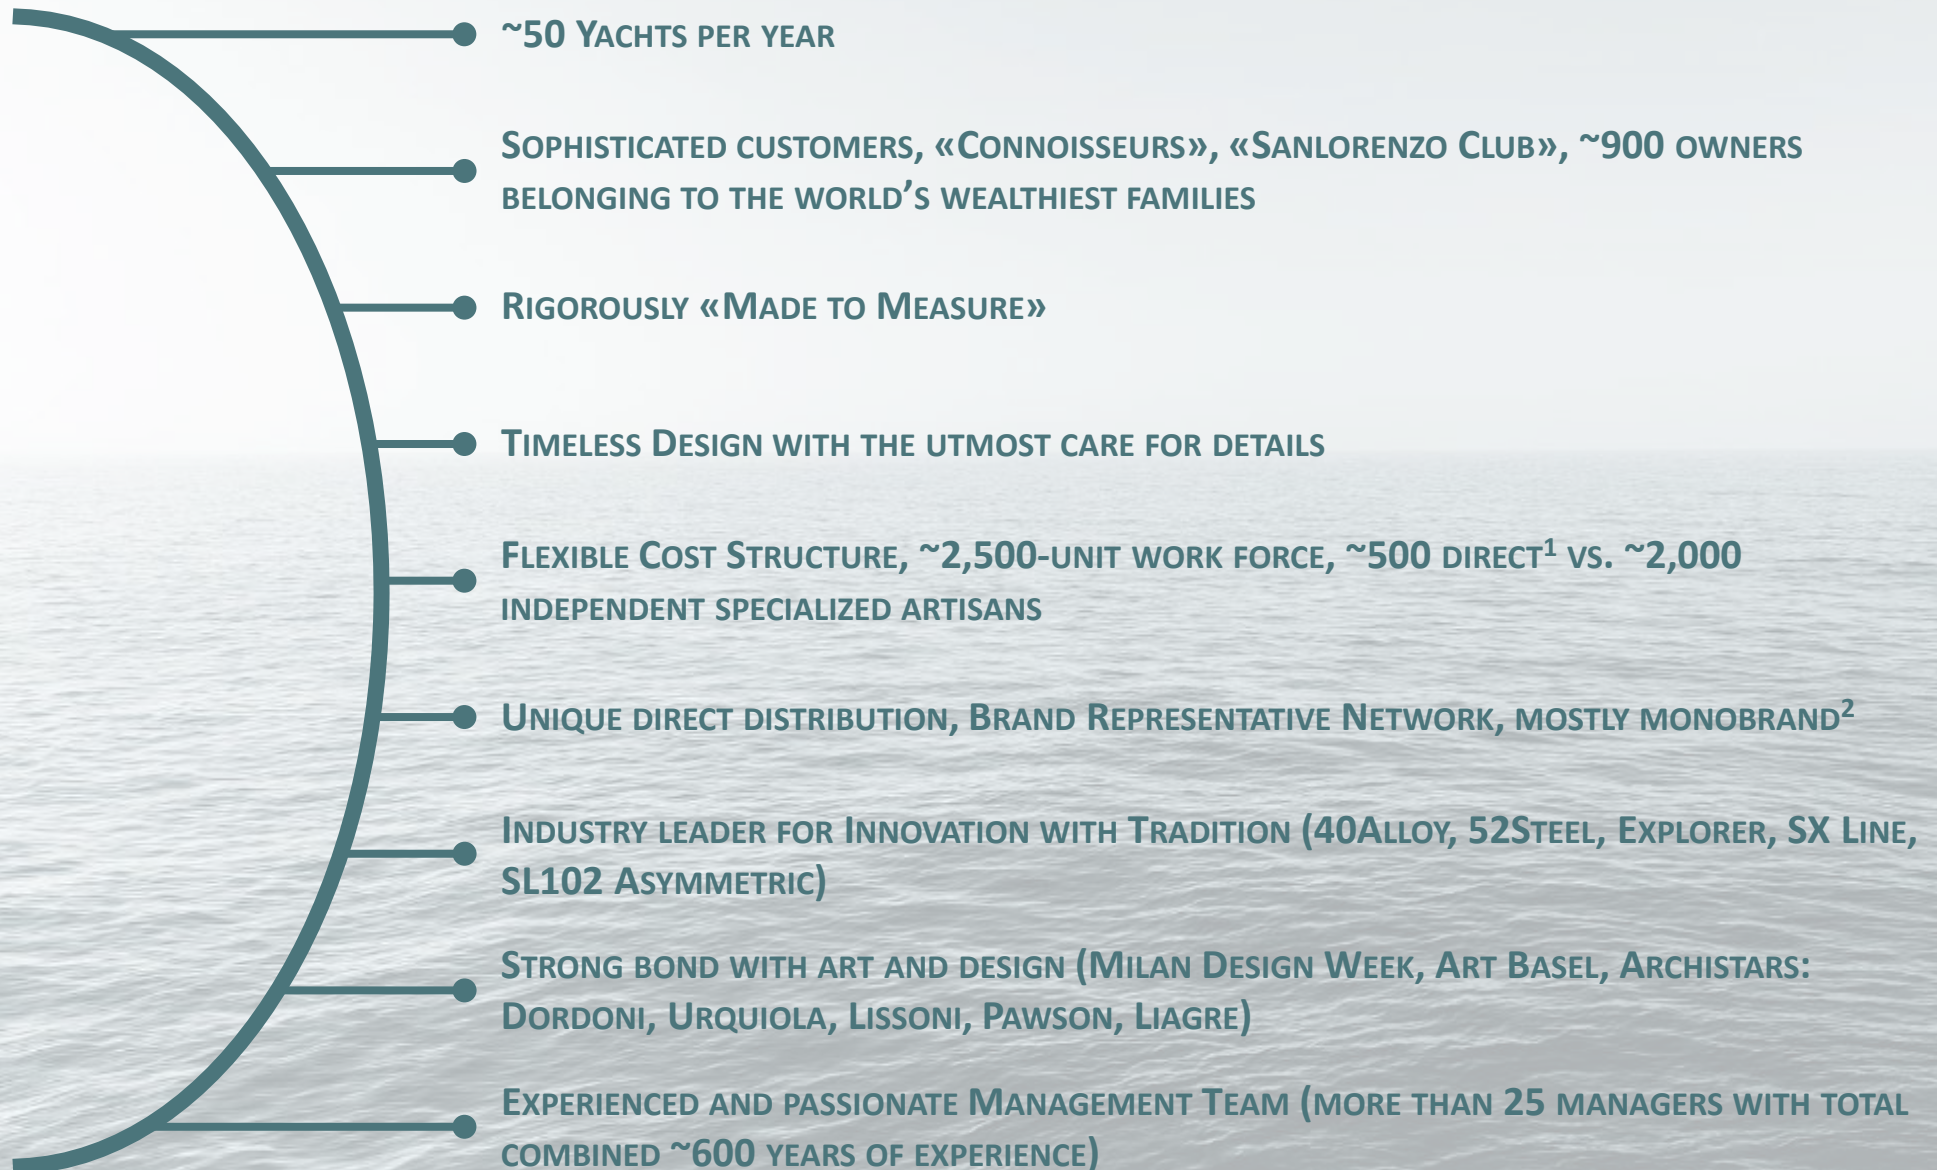 ~50 Yachts per year
Sophisticated customers, «Connoisseurs», «Sanlorenzo Club», ~900 owners
belonging to the world's wealthiest families
Rigorously «Made to Measure»
Timeless Design with the utmost care for details
Flexible Cost Structure, ~2,500-unit work force, ~500 direct¹ vs. ~2,000
independent specialized artisans
Unique direct distribution, Brand Representative Network, mostly monobrand²
Industry leader for Innovation with Tradition (40Alloy, 52Steel, Explorer, SX Line,
SL102 Asymmetric)
Strong bond with art and design (Milan Design Week, Art Basel, Archistars:
Dordoni, Urquiola, Lissoni, Pawson, Liagre)
Experienced and passionate Management Team (more than 25 managers with total
combined ~600 years of experience)